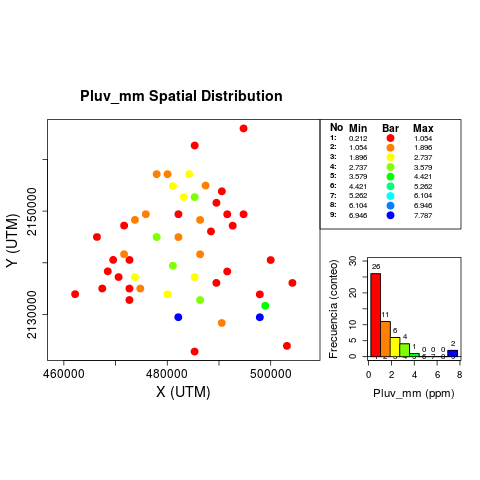 Pluv_mm Spatial Distribution
Y (UTM)
2150000
2130000
460000 480000 500000
X (UTM)
No Min Bar Max
1: 0.212 1.054
2: 1.054 1.896
3: 1.896 2.737
4: 2.737 3.579
5: 3.579 4.421
6: 4.421 5.262
7: 5.262 6.104
8: 6.104 6.946
9: 6.946 7.787
Frecuencia (conteo)
30
20
10
0
26
11
6
4
1
0 0 0
2
0 2 4 6 8
Pluv_mm (ppm)